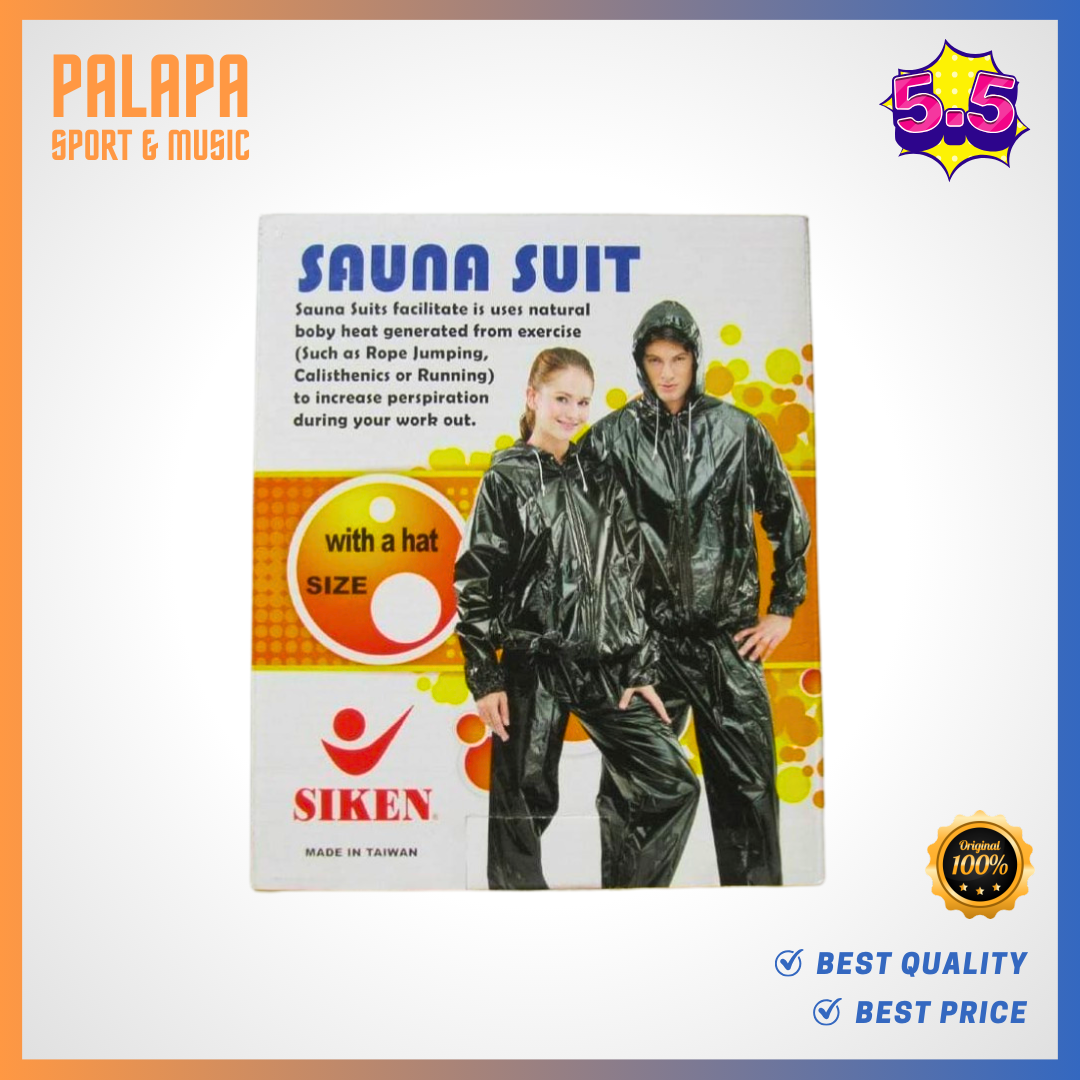 PALAPA
SPORT & MUSIC
5.5
SAUNA SUIT
Sauna Suits facilitate is uses natural
boby heat generated from exercise
(Such as Rope Jumping,
Calisthenics or Running)
to increase perspiration
during your work out.
with a hat
SIZE
SIKEN®
MADE IN TAIWAN
Original
100%
BEST QUALITY
BEST PRICE